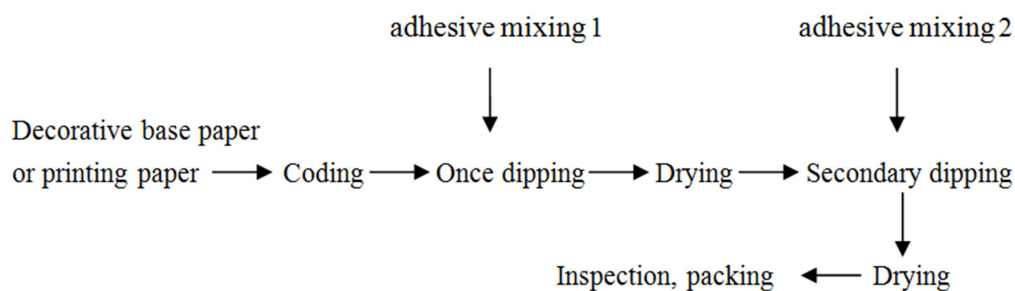 adhesive mixing 1
adhesive mixing 2
Decorative base paper
or printing paper
Coding
Once dipping
Drying
Secondary dipping
Inspection, packing
Drying